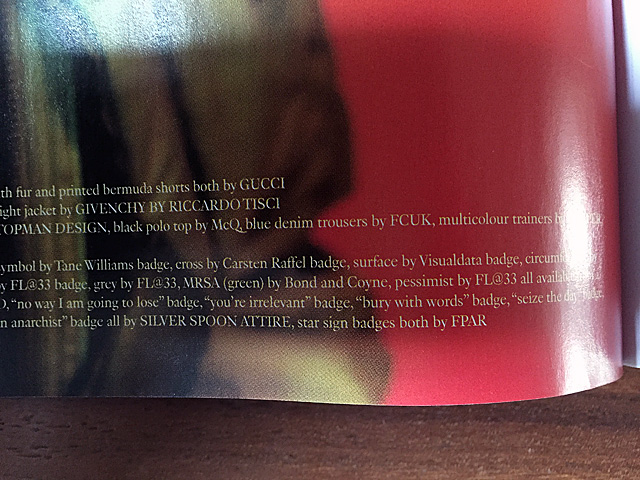 th fur and printed bermuda shorts both by GUCCI
ight jacket by GIVENCHY BY RICCARDO TISCI
TOPMAN DESIGN, black polo top by McQ, blue denim trousers by FCUK, multicolour trainers
ymbol by Tane Williams badge, cross by Carsten Raffel badge, surface by Visualdata badge,
by FL@33 badge, grey by FL@33, MRSA (green) by Bond and Coyne, pessimist by FL@33 all available
O, “no way I am going to lose” badge, “you’re irrelevant” badge, “bury with words” badge, “seize the day” badge,
n anarchist” badge all by SILVER SPOON ATTIRE, star sign badges both by FPAR